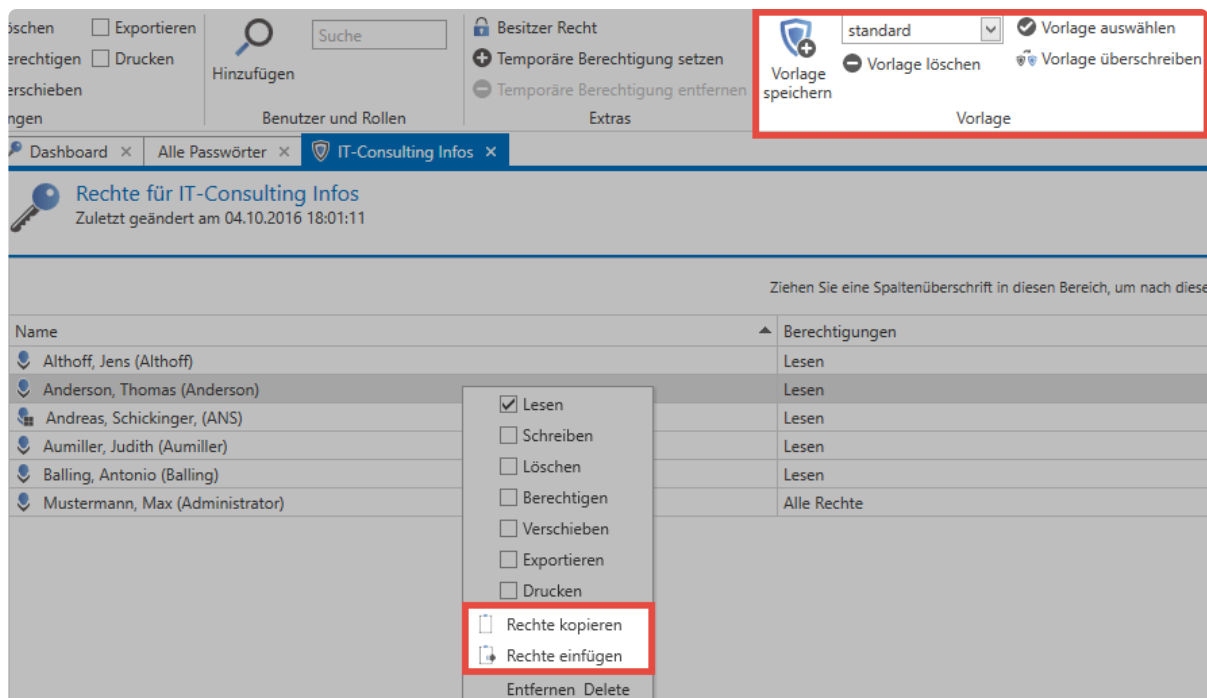 Exportieren
Suche
Besitzer Recht
standard
Vorlage auswählen
Drucken
Hinzufügen
Temporäre Berechtigung setzen
Vorlage speichern
Vorlage löschen
Vorlage überschreiben
Temporäre Berechtigung entfernen
Benutzer und Rollen
Extras
Vorlage
Dashboard × Alle Passwörter × IT-Consulting Infos ×
Rechte für IT-Consulting Infos
Zuletzt geändert am 04.10.2016 18:01:11
Ziehen Sie eine Spaltenüberschrift in diesen Bereich, um nach diese
Name Berechtigungen
Althoff, Jens (Althoff) Lesen
Anderson, Thomas (Anderson) Lesen
Andreas, Schickinger, (ANS) Lesen
Aumiller, Judith (Aumiller) Lesen
Balling, Antonio (Balling) Lesen
Mustermann, Max (Administrator) Alle Rechte
Lesen
Schreiben
Löschen
Berechtigen
Verschieben
Exportieren
Drucken
Rechte kopieren
Rechte einfügen
Entfernen Delete